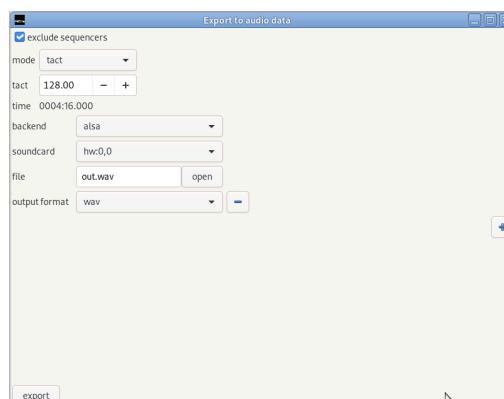 Export to audio data
exclude sequencers
mode tact
tact 128.00 − +
time 0004:16.000
backend alsa
soundcard hw:0,0
file out.wav open
output format wav
export